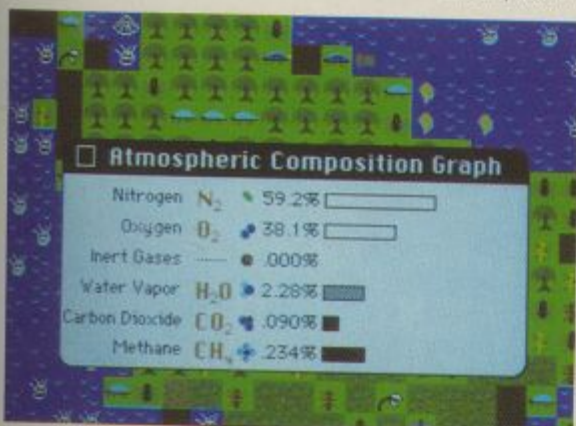 Atmospheric Composition Graph
Nitrogen N₂ 59.2%
Oxygen O₂ 38.1%
Inert Gases ...... .000%
Water Vapor H₂O 2.28%
Carbon Dioxide CO₂ .090%
Methane CH₄ .234%